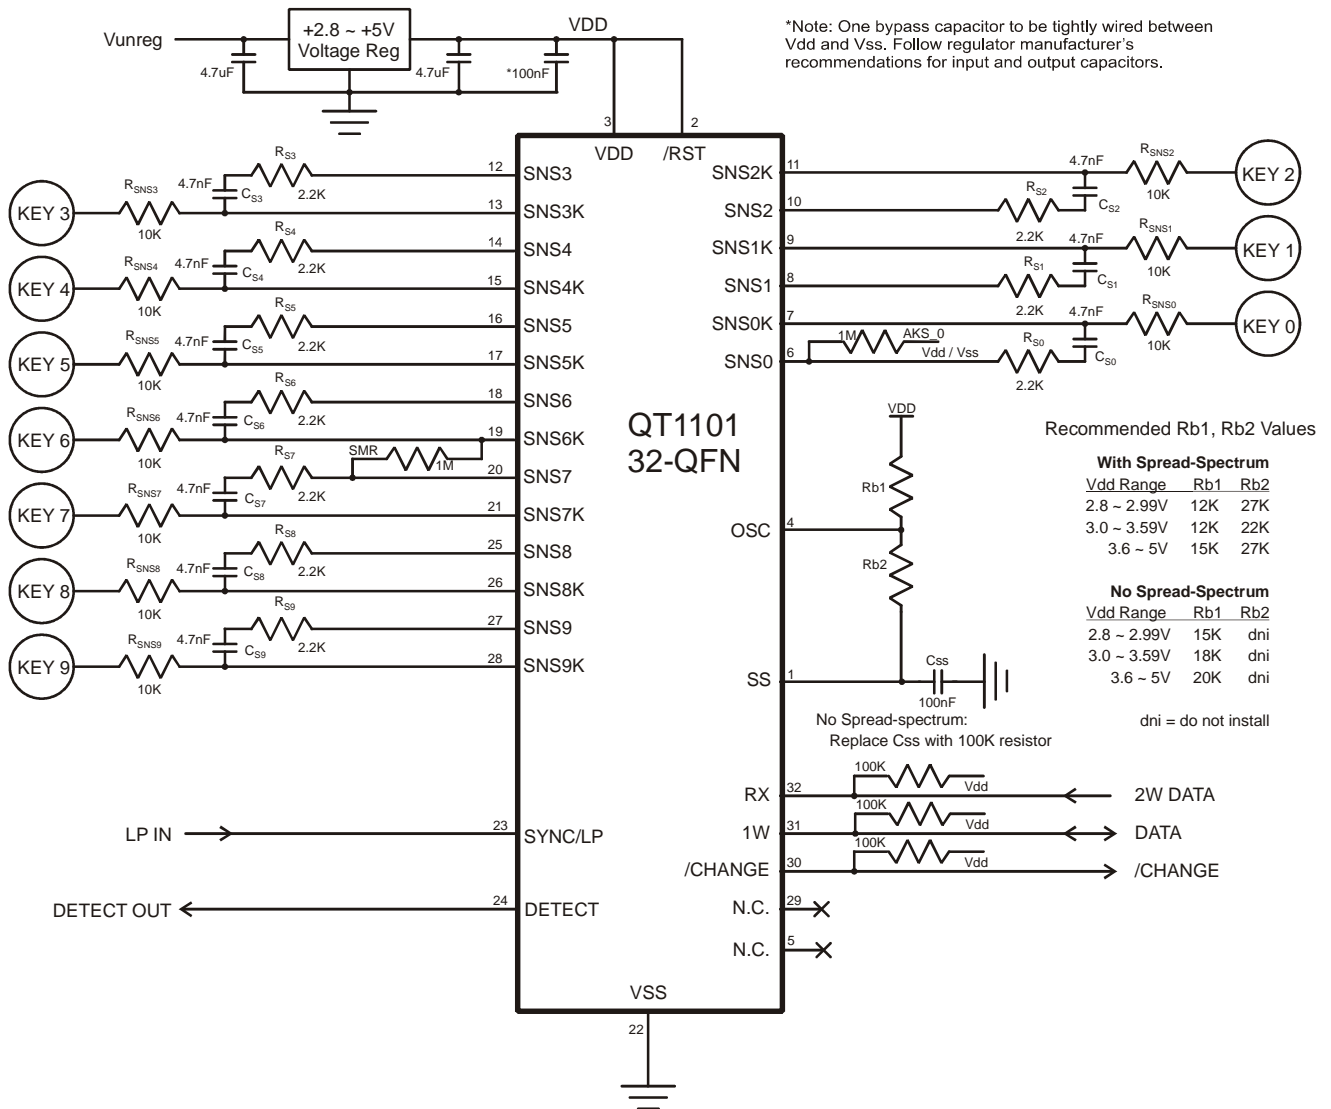 +2.8 ~ +5V
Voltage Reg
Vunreg
VDD
4.7uF
4.7uF
*100nF
*Note: One bypass capacitor to be tightly wired between
Vdd and Vss. Follow regulator manufacturer's
recommendations for input and output capacitors.
3
2
VDD
/RST
QT1101
32-QFN
KEY 3
RSNS3
10K
4.7nF
CS3
RS3
2.2K
12
SNS3
13
SNS3K
KEY 4
RSNS4
10K
4.7nF
CS4
RS4
2.2K
14
SNS4
15
SNS4K
KEY 5
RSNS5
10K
4.7nF
CS5
RS5
2.2K
16
SNS5
17
SNS5K
KEY 6
RSNS6
10K
4.7nF
CS6
RS6
2.2K
18
SNS6
19
SNS6K
SMR
1M
KEY 7
RSNS7
10K
4.7nF
CS7
RS7
2.2K
20
SNS7
21
SNS7K
KEY 8
RSNS8
10K
4.7nF
CS8
RS8
2.2K
25
SNS8
26
SNS8K
KEY 9
RSNS9
10K
4.7nF
CS9
RS9
2.2K
27
SNS9
28
SNS9K
LP IN
23
SYNC/LP
DETECT OUT
24
DETECT
VSS
22
SNS2K
11
4.7nF
RSNS2
10K
KEY 2
SNS2
10
RS2
2.2K
CS2
SNS1K
9
4.7nF
RSNS1
10K
KEY 1
SNS1
8
RS1
2.2K
CS1
SNS0K
7
4.7nF
RSNS0
10K
KEY 0
SNS0
6
1M
AKS_0
Vdd / Vss
RS0
2.2K
CS0
VDD
Rb1
OSC
4
Rb2
SS
1
Css
100nF
No Spread-spectrum:
Replace Css with 100K resistor
Recommended Rb1, Rb2 Values
With Spread-Spectrum
Vdd Range Rb1 Rb2
2.8 ~ 2.99V 12K 27K
3.0 ~ 3.59V 12K 22K
3.6 ~ 5V 15K 27K
No Spread-Spectrum
Vdd Range Rb1 Rb2
2.8 ~ 2.99V 15K dni
3.0 ~ 3.59V 18K dni
3.6 ~ 5V 20K dni
dni = do not install
RX
32
100K
Vdd
2W DATA
1W
31
100K
Vdd
DATA
/CHANGE
30
100K
Vdd
/CHANGE
N.C.
29
N.C.
5